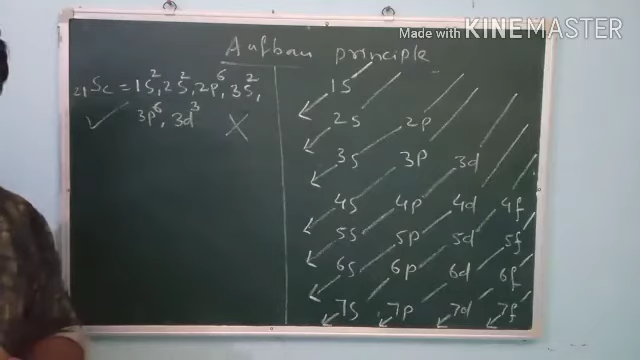 Made with KINEMASTER
Aufbau principle
21Sc = 1S², 2S², 2p⁶, 3S²,
3p⁶, 3d³
1S
2S 2p
3S 3p 3d
4S 4p 4d 4f
5S 5p 5d 5f
6S 6p 6d 6f
7S 7p 7d 7f